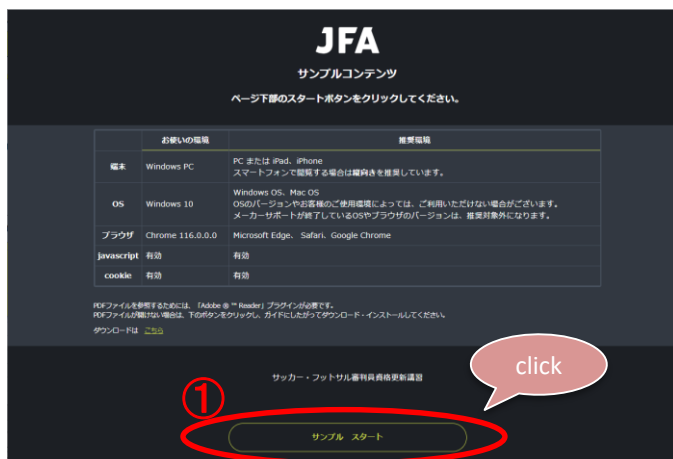 JFA
サンプルコンテンツ
ページ下部のスタートボタンをクリックしてください。
お使いの環境 推奨環境
端末 Windows PC PC または iPad、iPhone
スマートフォンで閲覧する場合は縦向きを推奨しています。
OS Windows 10 Windows OS、Mac OS
OSのバージョンやお客様のご使用環境によっては、ご利用いただけない場合がございます。
メーカーサポートが終了しているOSやブラウザのバージョンは、推奨対象外になります。
ブラウザ Chrome 116.0.0.0 Microsoft Edge、 Safari、Google Chrome
javascript 有効 有効
cookie 有効 有効
PDFファイルを参照するためには、「Adobe ® ™ Reader」プラグインが必要です。
PDFファイルが開けない場合は、下のボタンをクリックし、ガイドにしたがってダウンロード・インストールしてください。
ダウンロードは こちら
サッカー・フットサル審判員資格更新講習
click
①
サンプル スタート